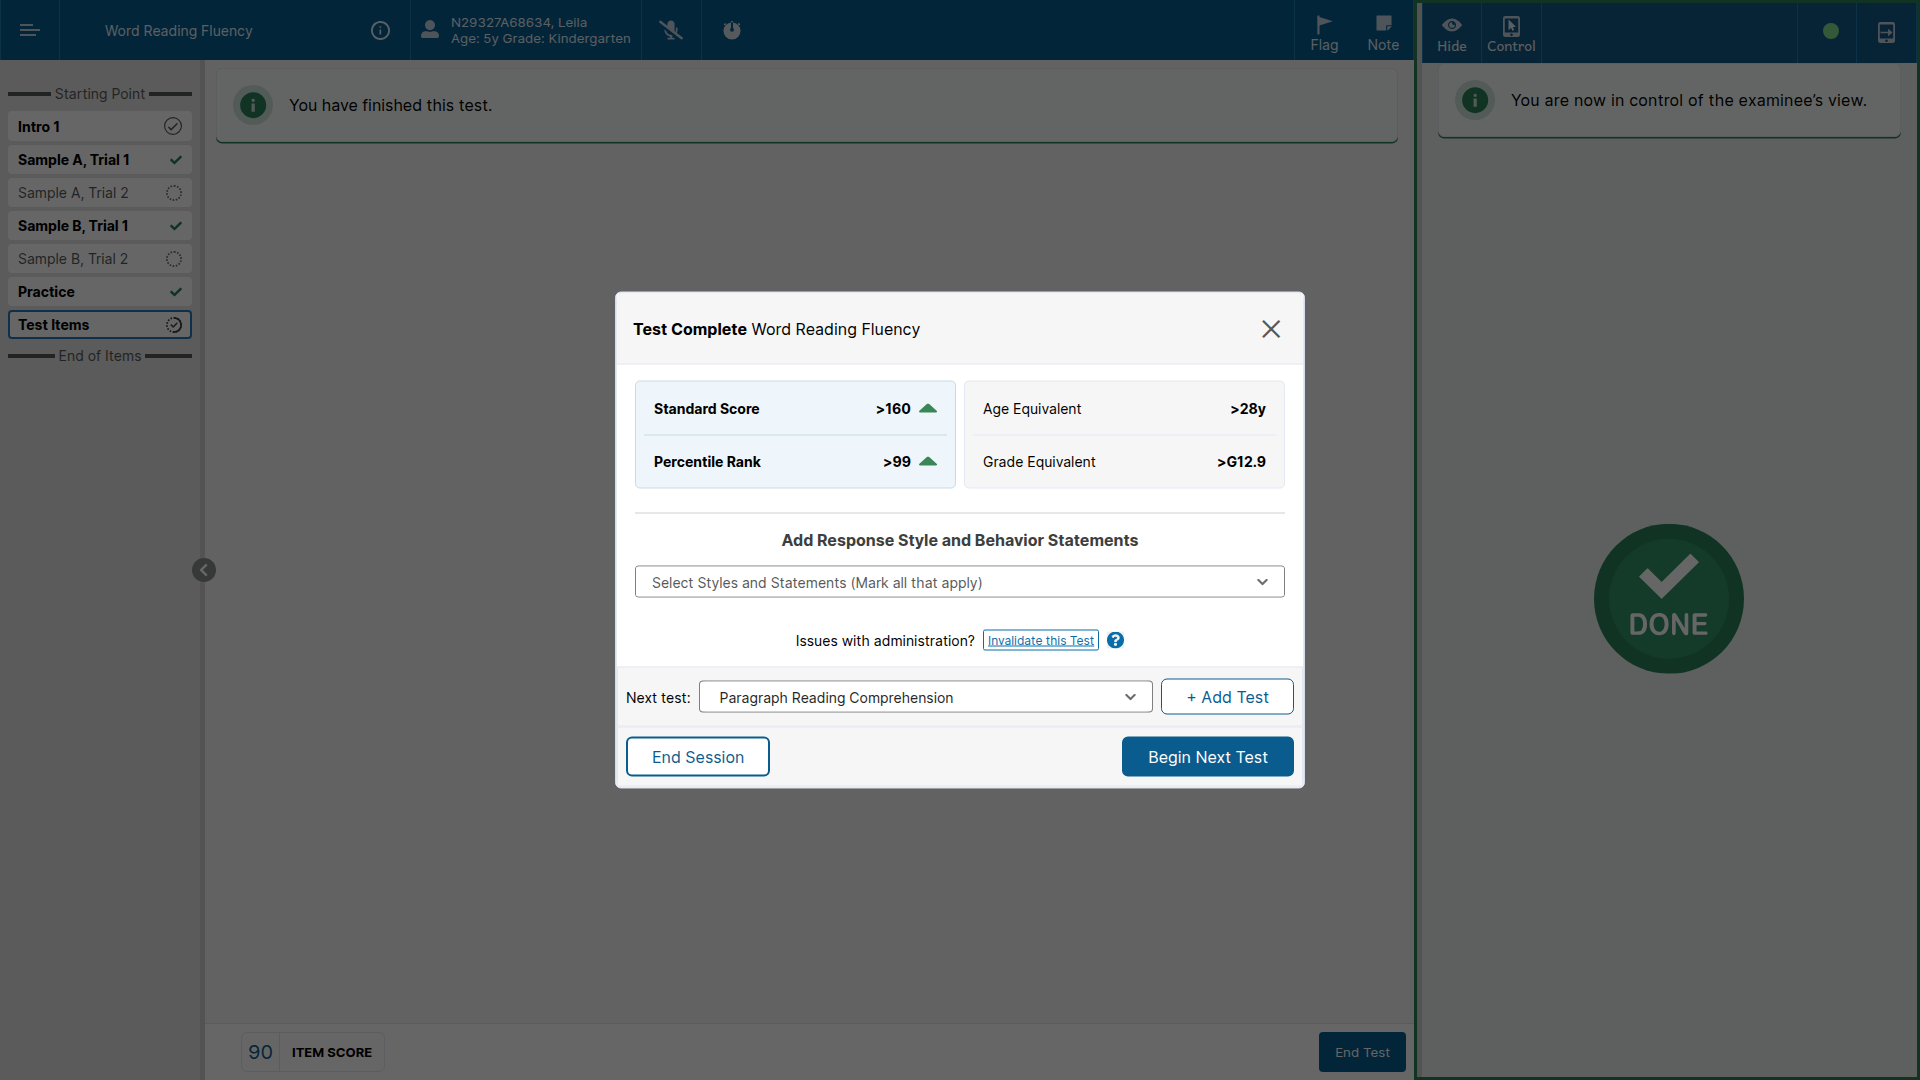 Word Reading Fluency
N29327A68634, Leila
Age: 5y Grade: Kindergarten
Flag
Note
Hide
Control
Starting Point
Intro 1
Sample A, Trial 1
Sample A, Trial 2
Sample B, Trial 1
Sample B, Trial 2
Practice
Test Items
End of Items
You have finished this test.
You are now in control of the examinee’s view.
Test Complete Word Reading Fluency
Standard Score >160
Percentile Rank >99
Age Equivalent >28y
Grade Equivalent >G12.9
Add Response Style and Behavior Statements
Select Styles and Statements (Mark all that apply)
Issues with administration? Invalidate this Test ?
Next test: Paragraph Reading Comprehension + Add Test
End Session Begin Next Test
DONE
90 ITEM SCORE
End Test